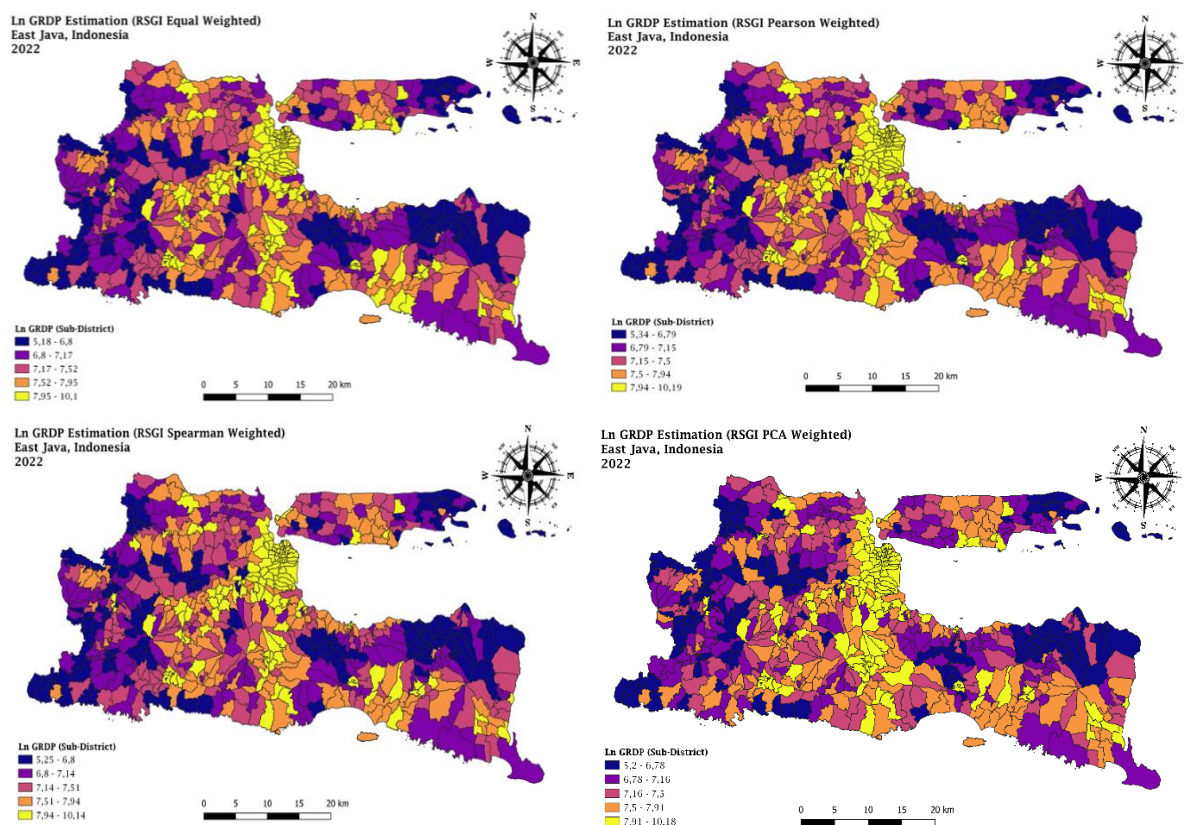 Ln GRDP Estimation (RSGI Equal Weighted)
East Java, Indonesia
2022
N
W
E
S
Ln GRDP (Sub-District)
5,18 - 6,8
6,8 - 7,17
7,17 - 7,52
7,52 - 7,95
7,95 - 10,1
0 5 10 15 20 km
Ln GRDP Estimation (RSGI Pearson Weighted)
East Java, Indonesia
2022
N
W
E
S
Ln GRDP (Sub-District)
5,34 - 6,79
6,79 - 7,15
7,15 - 7,5
7,5 - 7,94
7,94 - 10,19
0 5 10 15 20 km
Ln GRDP Estimation (RSGI Spearman Weighted)
East Java, Indonesia
2022
N
W
E
S
Ln GRDP (Sub-District)
5,25 - 6,8
6,8 - 7,14
7,14 - 7,51
7,51 - 7,94
7,94 - 10,14
0 5 10 15 20 km
Ln GRDP Estimation (RSGI PCA Weighted)
East Java, Indonesia
2022
N
W
E
S
Ln GRDP (Sub-District)
5,2 - 6,78
6,78 - 7,16
7,16 - 7,5
7,5 - 7,91
7,91 - 10,18
0 5 10 15 20 km